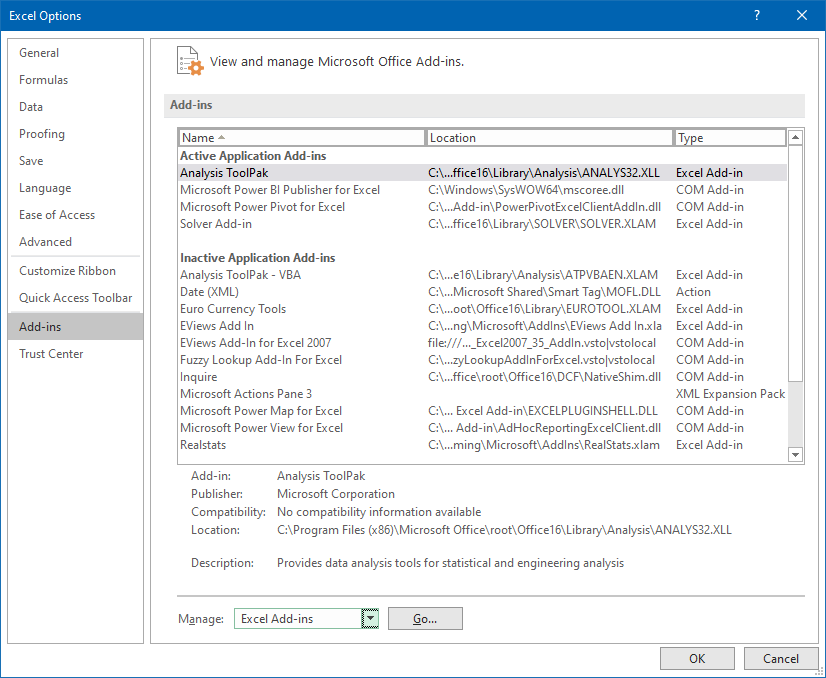 Excel Options ?
General
Formulas
Data
Proofing
Save
Language
Ease of Access
Advanced
Customize Ribbon
Quick Access Toolbar
Add-ins
Trust Center
View and manage Microsoft Office Add-ins.
Add-ins
Name Location Type
Active Application Add-ins
Analysis ToolPak C:\...ffice16\Library\Analysis\ANALYS32.XLL Excel Add-in
Microsoft Power BI Publisher for Excel C:\Windows\SysWOW64\mscoree.dll COM Add-in
Microsoft Power Pivot for Excel C:\...Add-in\PowerPivotExcelClientAddIn.dll COM Add-in
Solver Add-in C:\...ffice16\Library\SOLVER\SOLVER.XLAM Excel Add-in
Inactive Application Add-ins
Analysis ToolPak - VBA C:\...e16\Library\Analysis\ATPVBAEN.XLAM Excel Add-in
Date (XML) C:\...Microsoft Shared\Smart Tag\MOFL.DLL Action
Euro Currency Tools C:\...oot\Office16\Library\EUROTOOL.XLAM Excel Add-in
EViews Add In C:\...ng\Microsoft\AddIns\EViews Add In.xla Excel Add-in
EViews Add-In for Excel 2007 file:///..._Excel2007_35_AddIn.vsto|vstolocal COM Add-in
Fuzzy Lookup Add-In For Excel C:\...zyLookupAddInForExcel.vsto|vstolocal COM Add-in
Inquire C:\...ffice\root\Office16\DCF\NativeShim.dll COM Add-in
Microsoft Actions Pane 3 XML Expansion Pack
Microsoft Power Map for Excel C:\... Excel Add-in\EXCELPLUGINSHELL.DLL COM Add-in
Microsoft Power View for Excel C:\... Add-in\AdHocReportingExcelClient.dll COM Add-in
Realstats C:\...ming\Microsoft\AddIns\RealStats.xlam Excel Add-in
Add-in: Analysis ToolPak
Publisher: Microsoft Corporation
Compatibility: No compatibility information available
Location: C:\Program Files (x86)\Microsoft Office\root\Office16\Library\Analysis\ANALYS32.XLL
Description: Provides data analysis tools for statistical and engineering analysis
Manage: Excel Add-ins Go...
OK Cancel